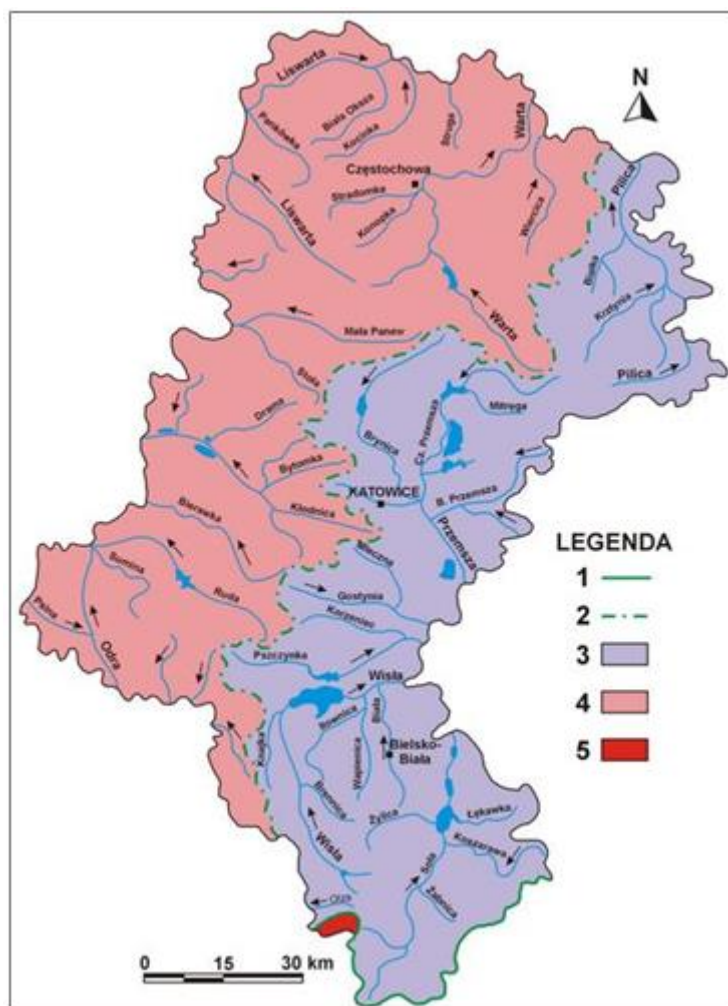 Liswarta
Pankówka
Biała Oksza
Kocinka
Struga
Warta
N
Częstochowa
Stradomka
Konopka
Wiercica
Pilica
Liswarta
Białka
Krztynia
Warta
Mała Panew
Pilica
Stoła
Drama
Mitręga
Brynica
Cz. Przemsza
Bytomka
KATOWICE
B. Przemsza
Kłodnica
Bierawka
Przemsza
Mleczna
LEGENDA
1
2
3
4
5
Sumina
Ruda
Gostynia
Korzeniec
Psina
Odra
Pszczynka
Wisła
Iłownica
Biała
Knajka
Wapienica
Bielsko-
Biała
Brennica
Żylica
Łękawka
Koszarawa
Wisła
Soła
Żabnica
Olza
0 15 30 km